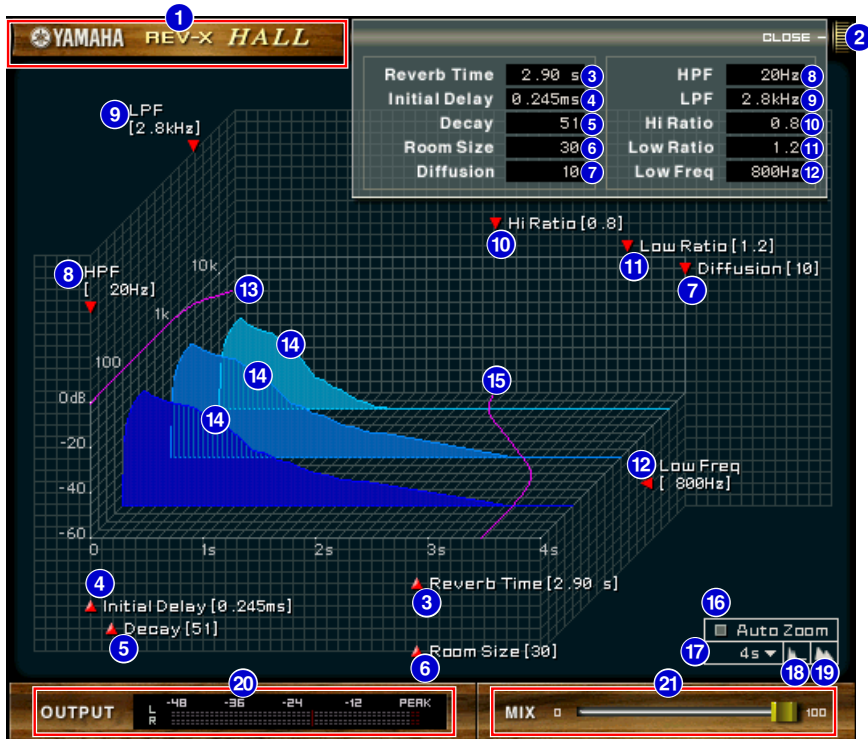 1
YAMAHA REV-X HALL
CLOSE –
2
Reverb Time 2.90 s 3
Initial Delay 0.245ms 4
Decay 51 5
Room Size 30 6
Diffusion 10 7
HPF 20Hz 8
LPF 2.8kHz 9
Hi Ratio 0.8 10
Low Ratio 1.2 11
Low Freq 800Hz 12
9 LPF
[2.8kHz]
Hi Ratio [0.8]
10
Low Ratio [1.2]
11
Diffusion [10]
7
8 HPF
[ 20Hz]
10k
1k
100
13
14
14
14
15
0dB
-20
-40
-60
0 1s 2s 3s 4s
12 Low Freq
[ 800Hz]
4
Initial Delay [0.245ms]
Decay [51]
5
Reverb Time [2.90 s]
3
Room Size [30]
6
16
Auto Zoom
17 4s
18 19
20
OUTPUT
L
R
-48 -36 -24 -12 PEAK
21
MIX 0 100